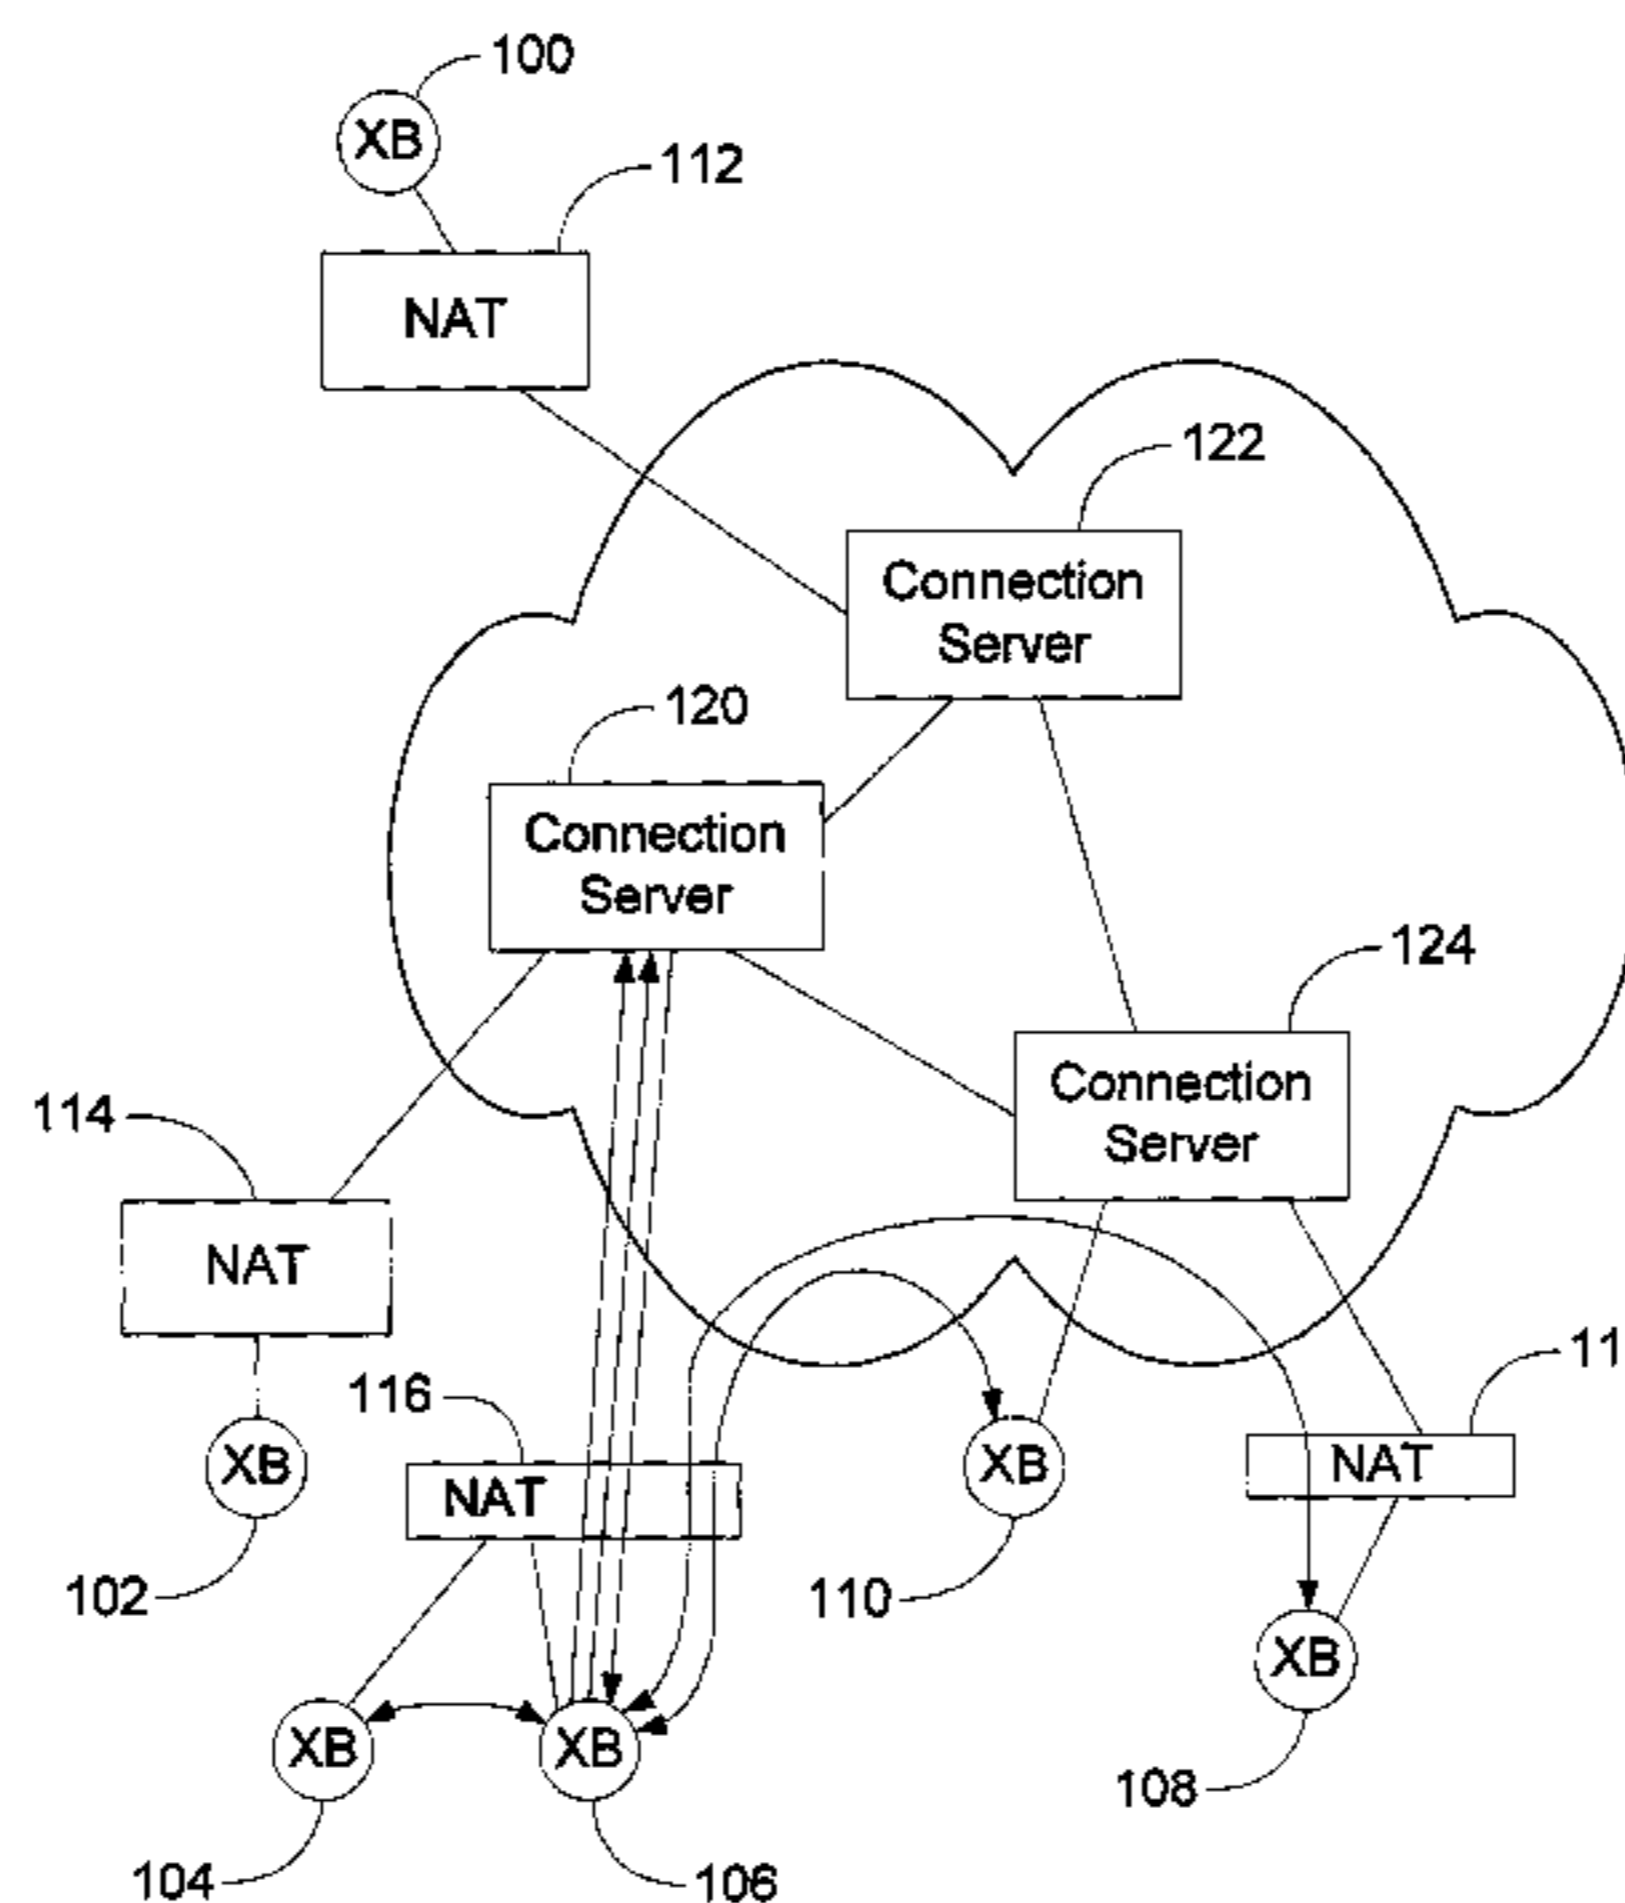 100
XB
112
NAT
122
Connection
Server
120
Connection
Server
124
Connection
Server
114
NAT
116
11
XB
NAT
XB
NAT
102
110
XB
XB
XB
108
104
106